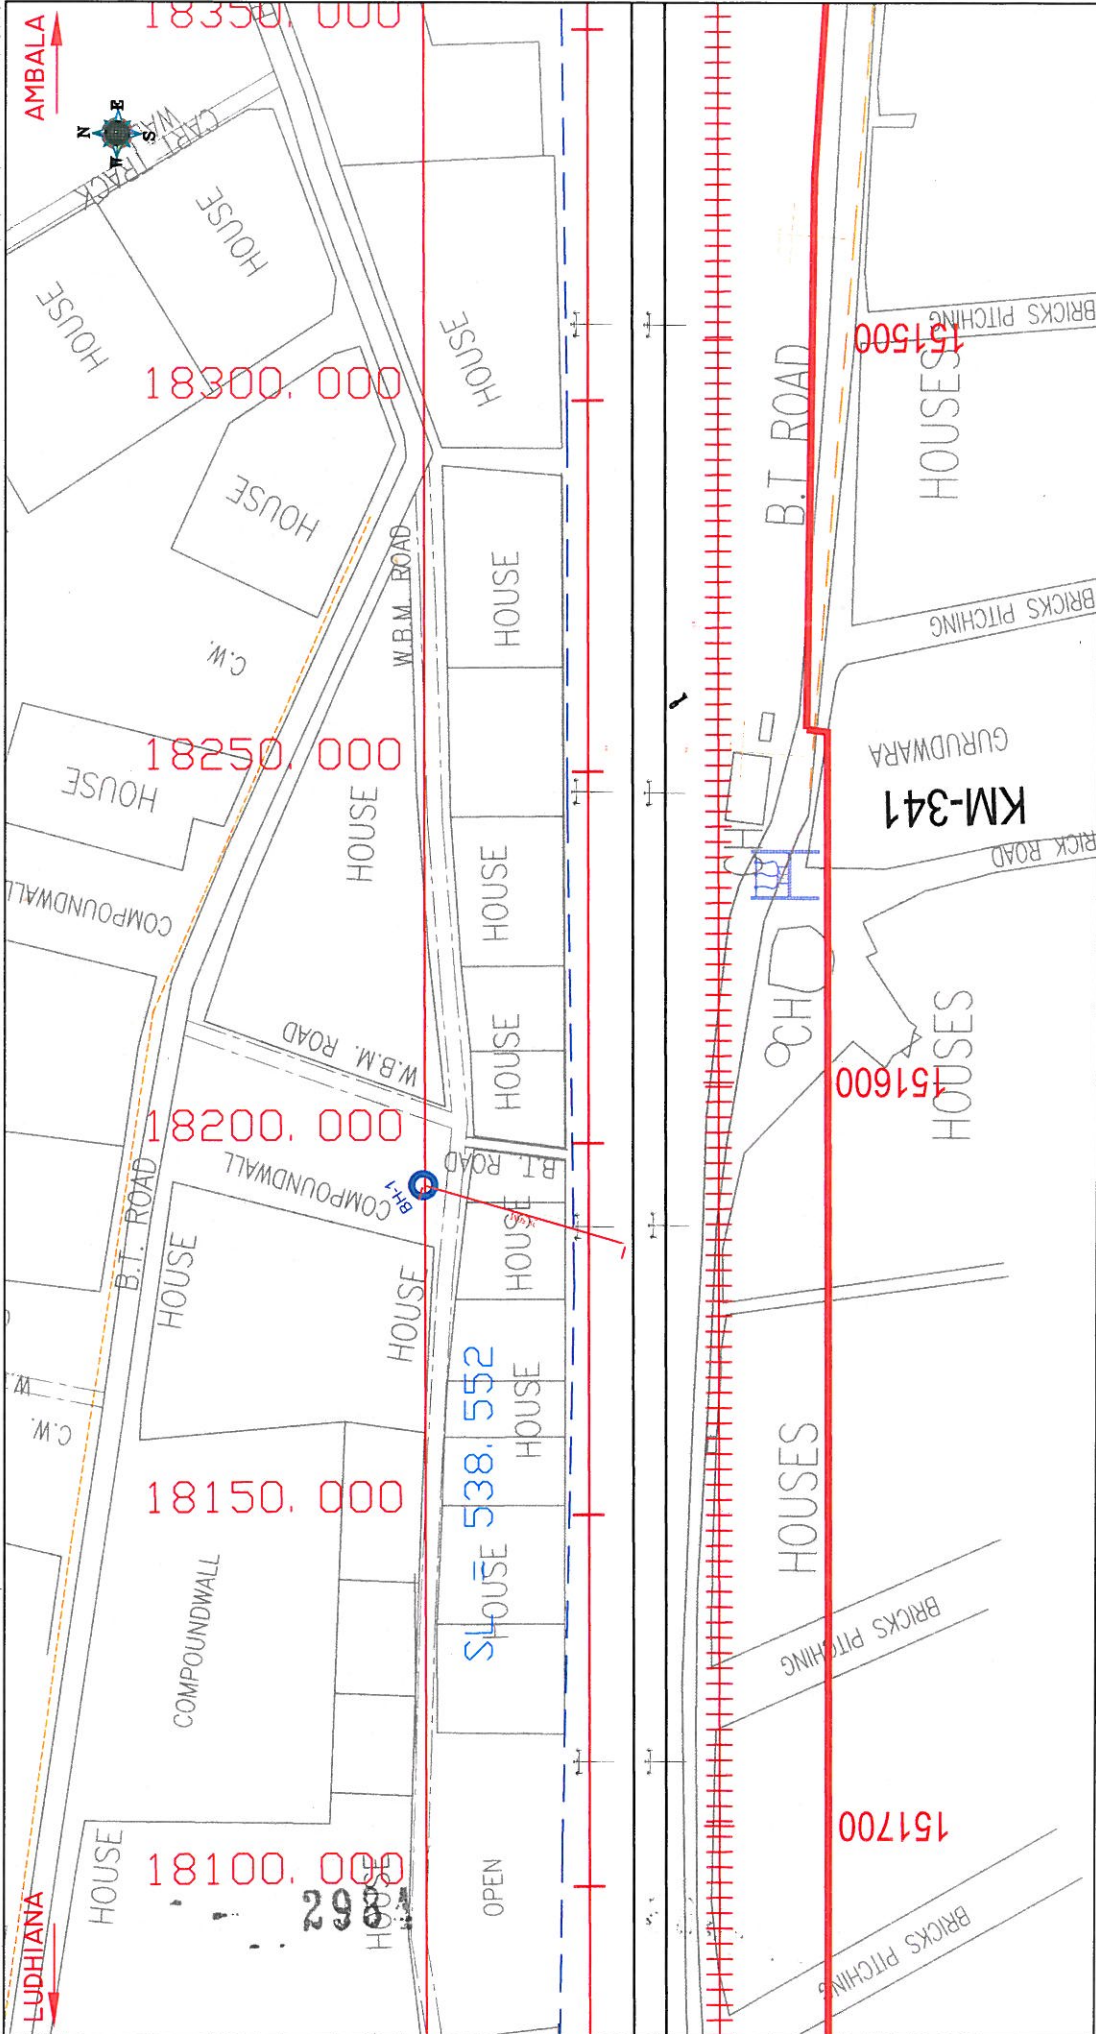 AMBALA
18350. 000
N
E
S
W
CART TRACK
HOUSE
HOUSE
HOUSE
18300. 000
HOUSE
B.T ROAD
151500
BRICKS PITCHING
HOUSES
W.B.M. ROAD
HOUSE
C.W.
BRICKS PITCHING
HOUSE
18250. 000
HOUSE
GURUDWARA
KM-341
CH
BRICK ROAD
COMPOUNDWALL
HOUSE
HOUSE
W.B.M. ROAD
CH
151600
HOUSES
18200. 000
B.T. ROAD
COMPOUNDWALL
BH-1
B.T. ROAD
HOUSE
HOUSE
HOUSE
C.W.
W.
SL- 538. 552
HOUSE
HOUSES
18150. 000
HOUSE
BRICKS PITCHING
COMPOUNDWALL
18100. 000
HOUSE
HOUSE
298
OPEN
151700
BRICKS PITCHING
LUDHIANA